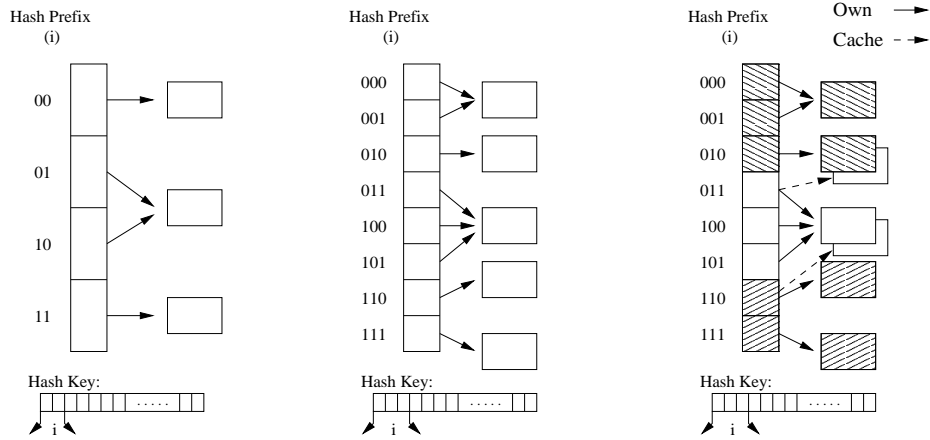 Hash Prefix
(i)
00
01
10
11
Hash Key:
.....
i
Hash Prefix
(i)
000
001
010
011
100
101
110
111
Hash Key:
.....
i
Own
Cache
Hash Prefix
(i)
000
001
010
011
100
101
110
111
Hash Key:
.....
i